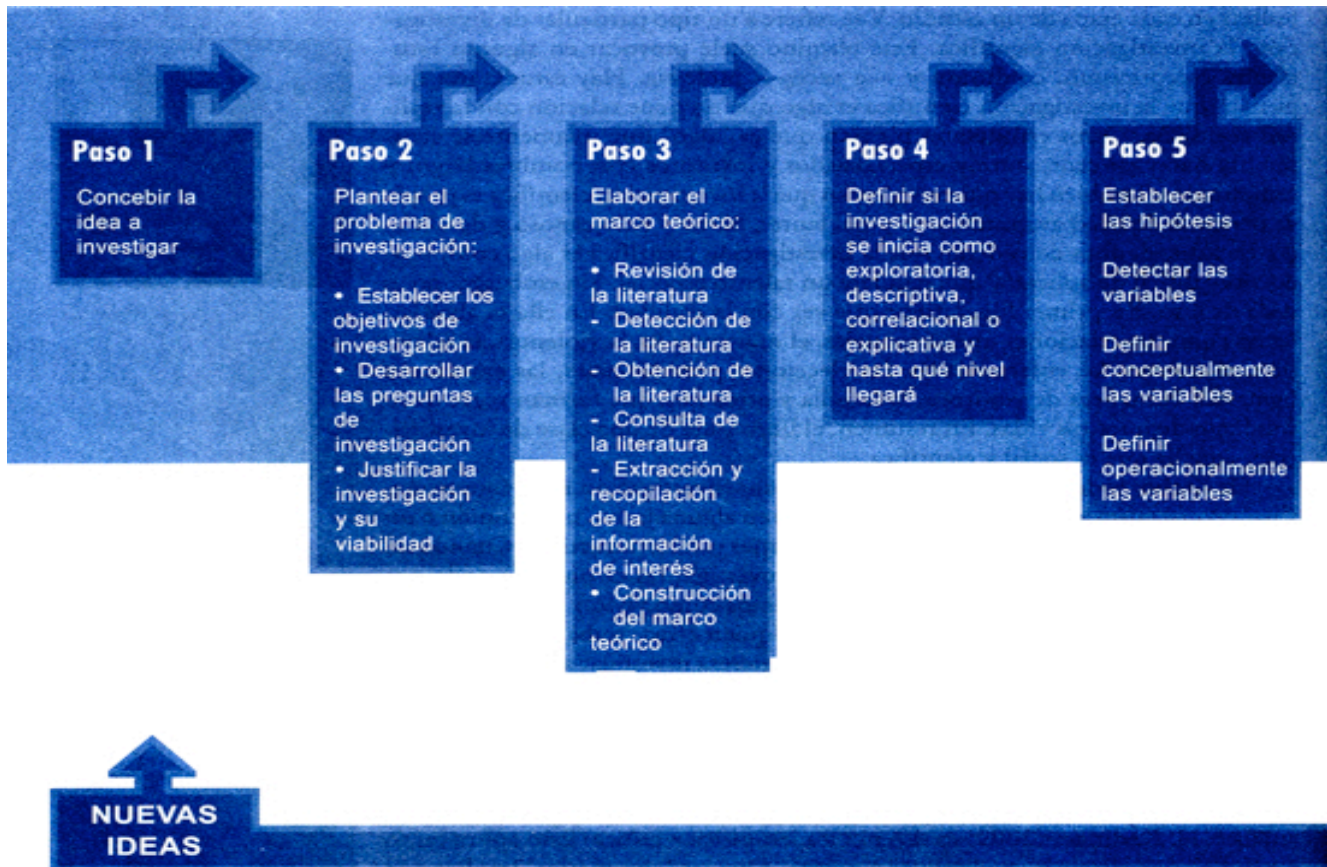 Paso 1
Concebir la
idea a
investigar
Paso 2
Plantear el
problema de
investigación:
• Establecer los
objetivos de
investigación
• Desarrollar
las preguntas
de
investigación
• Justificar la
investigación
y su
viabilidad
Paso 3
Elaborar el
marco teórico:
• Revisión de
la literatura
- Detección de
la literatura
- Obtención de
la literatura
- Consulta de
la literatura
- Extracción y
recopilación
de la
información
de interés
• Construcción
del marco
teórico
Paso 4
Definir si la
investigación
se inicia como
exploratoria,
descriptiva,
correlacional o
explicativa y
hasta qué nivel
llegará
Paso 5
Establecer
las hipótesis
Detectar las
variables
Definir
conceptualmente
las variables
Definir
operacionalmente
las variables
NUEVAS
IDEAS